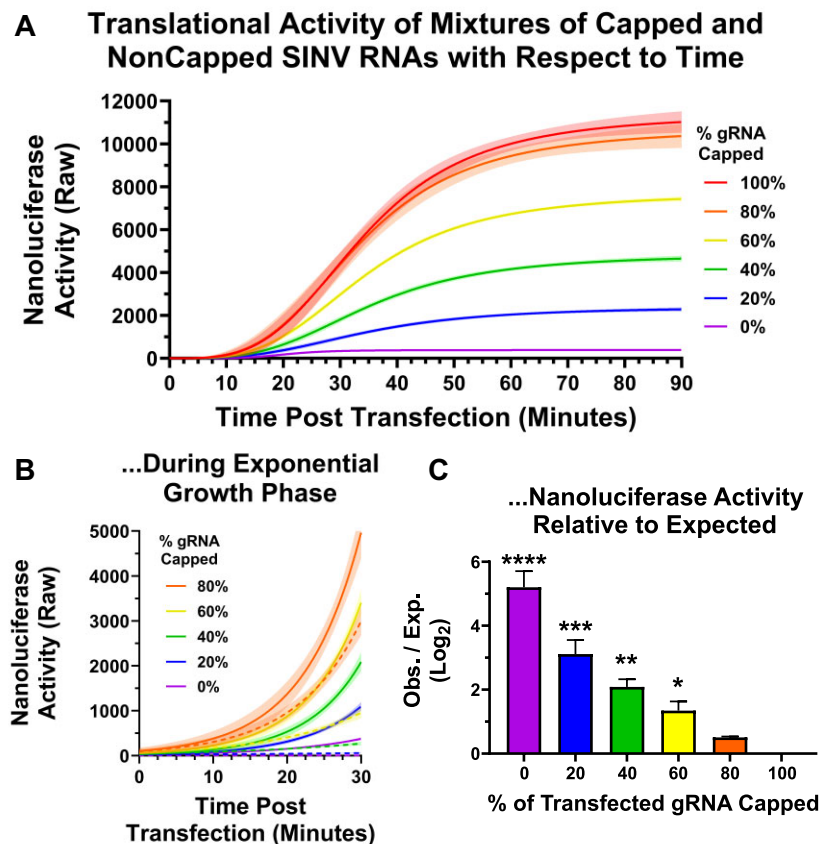 A
Translational Activity of Mixtures of Capped and
NonCapped SINV RNAs with Respect to Time
Nanoluciferase
Activity (Raw)
12000
10000
8000
6000
4000
2000
0
0 10 20 30 40 50 60 70 80 90
Time Post Transfection (Minutes)
% gRNA
Capped
100%
80%
60%
40%
20%
0%
B
...During Exponential
Growth Phase
Nanoluciferase
Activity (Raw)
5000
4000
3000
2000
1000
0
% gRNA
Capped
80%
60%
40%
20%
0%
0 10 20 30
Time Post
Transfection (Minutes)
C
...Nanoluciferase Activity
Relative to Expected
Obs. / Exp.
(Log2)
6
4
2
0
****
***
**
*
0 20 40 60 80 100
% of Transfected gRNA Capped